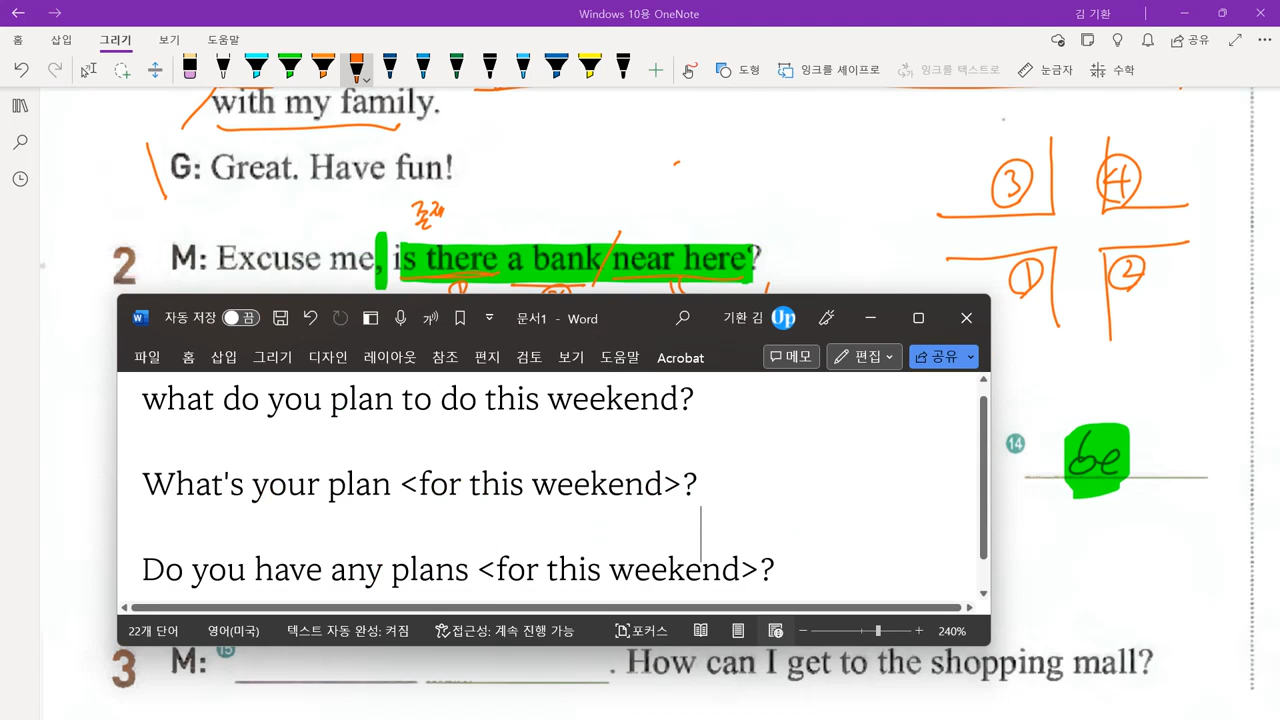 Windows 10용 OneNote
김 기환
홈 삽입 그리기 보기 도움말
공유
도형 잉크를 셰이프로 잉크를 텍스트로 눈금자 수학
with my family.
G: Great. Have fun!
존재
2 M: Excuse me, is there a bank near here?
③ ④
① ②
자동 저장 끔 문서1 - Word 기환 김 Up
파일 홈 삽입 그리기 디자인 레이아웃 참조 편지 검토 보기 도움말 Acrobat 메모 편집 공유
what do you plan to do this weekend?
What's your plan <for this weekend>?
Do you have any plans <for this weekend>?
14 be
22개 단어 영어(미국) 텍스트 자동 완성: 켜짐 접근성: 계속 진행 가능 포커스 240%
15
3 M: . How can I get to the shopping mall?